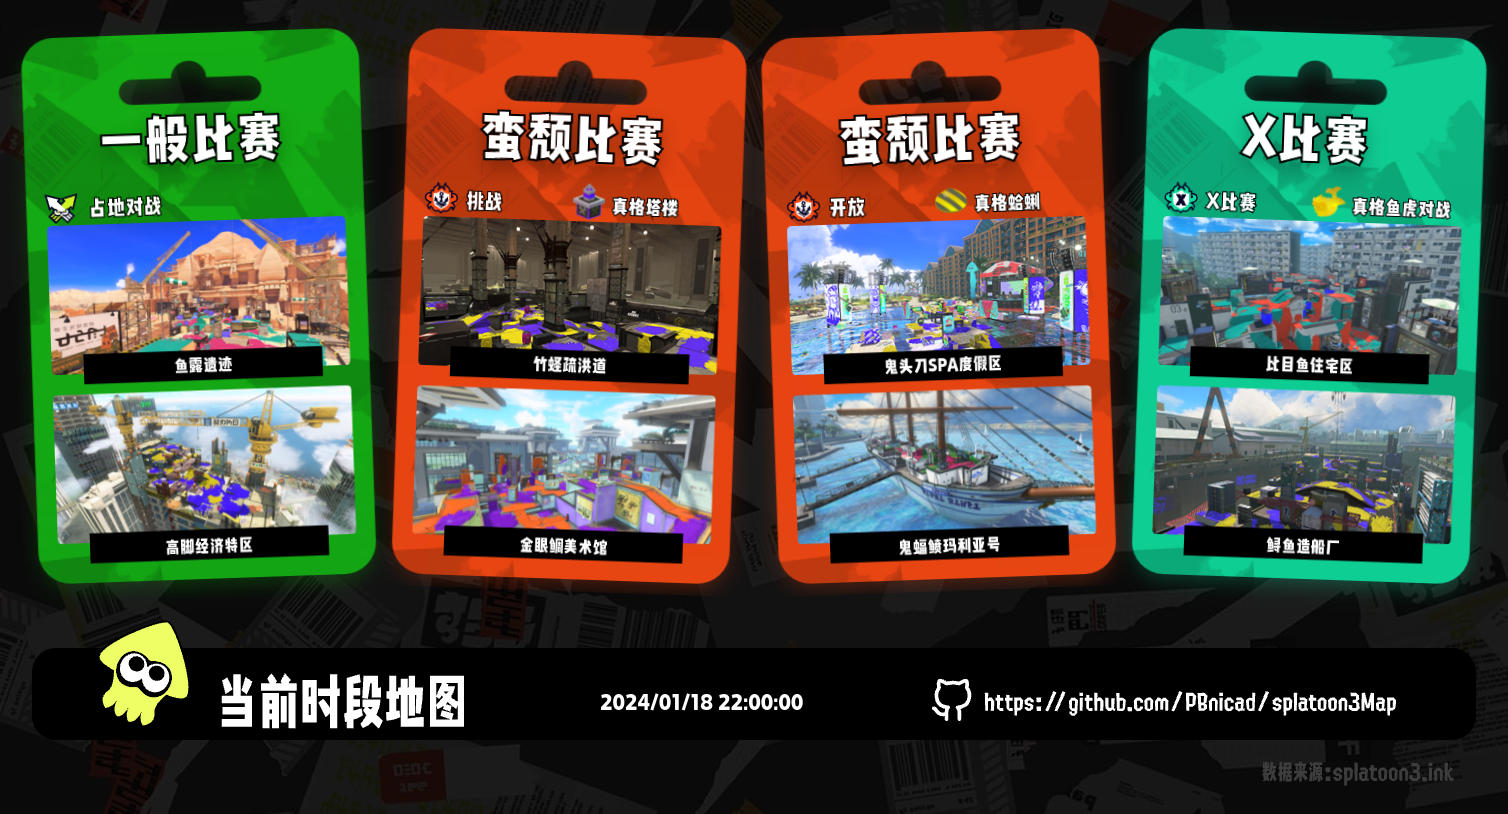 一般比赛
占地对战
鱼露遗迹
高脚经济特区
蛮颓比赛
挑战
真格塔楼
竹蛏疏洪道
金眼鲷美术馆
蛮颓比赛
开放
真格蛤蜊
鬼头刀SPA度假区
鬼蝠鲼玛利亚号
X比赛
X比赛
真格鱼虎对战
比目鱼住宅区
鲟鱼造船厂
当前时段地图
2024/01/18 22:00:00
https://github.com/PBnicad/splatoon3Map
数据来源:splatoon3.ink